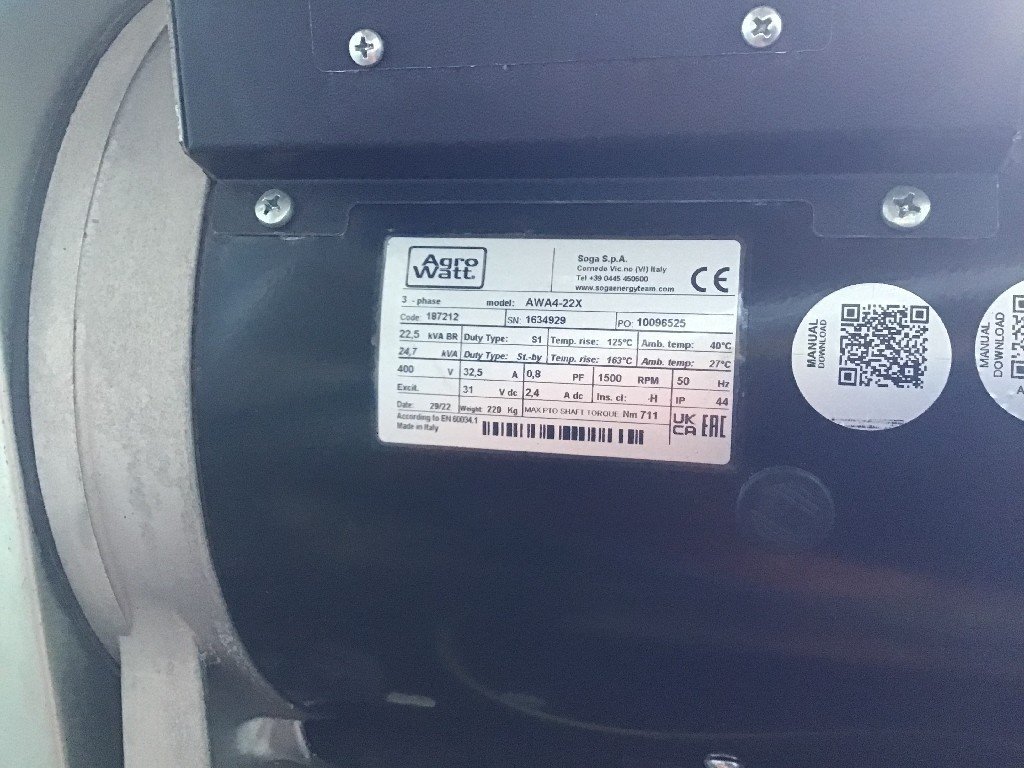 Agro Watt.
Soga S.p.A.
Cornedo Vic.no (VI) Italy
Tel +39 0445 450500
www.sogaenergyteam.com
CE
3 - phase model: AWA4-22X
Code: 187212 SN: 1634929 PO: 10096525
22,5 kVA BR Duty Type: S1 Temp. rise: 125°C Amb. temp: 40°C
24,7 kVA Duty Type: St.-by Temp. rise: 163°C Amb. temp: 27°C
400 V 32,5 A 0,8 PF 1500 RPM 50 Hz
Excit. 31 V dc 2,4 A dc Ins. cl: H IP 44
Date: 29/22 Weight 220 Kg MAX PTO SHAFT TORQUE Nm 711
According to EN 60034.1
Made in Italy
UK CA EAC
MANUAL
DOWNLOAD
MANUAL
DOWNLOAD